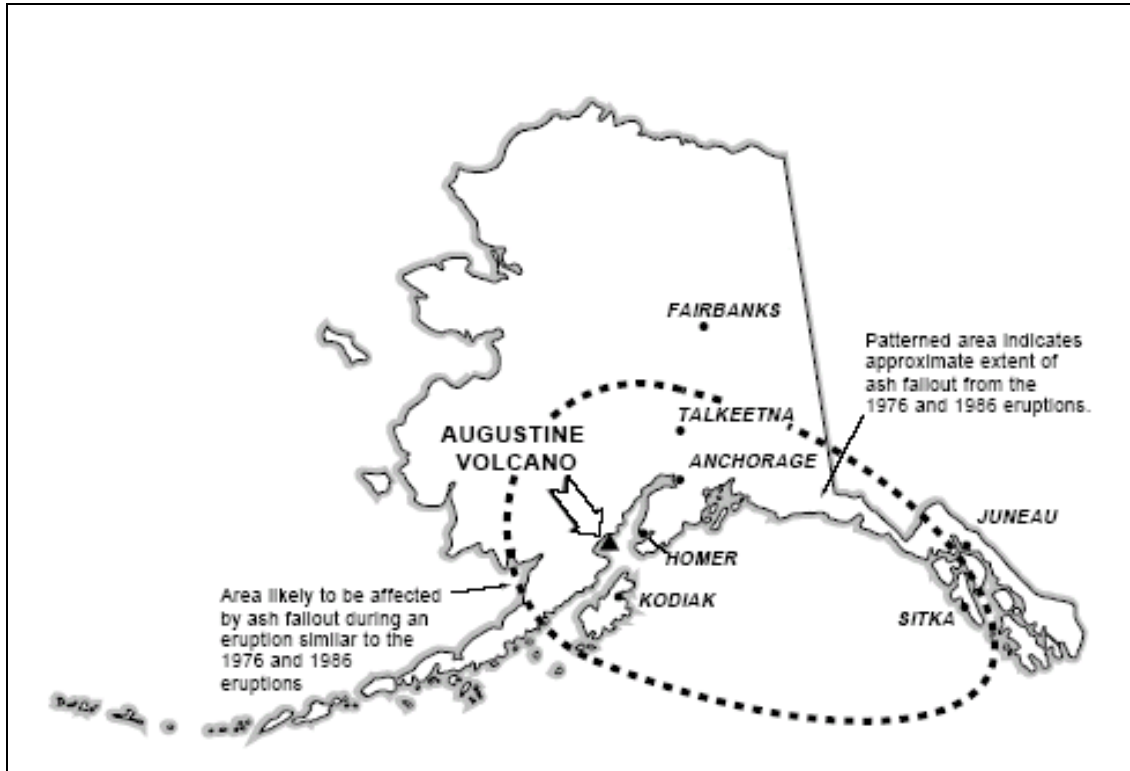 FAIRBANKS
Patterned area indicates
approximate extent of
ash fallout from the
1976 and 1986 eruptions.
TALKEETNA
AUGUSTINE
VOLCANO
ANCHORAGE
JUNEAU
HOMER
Area likely to be affected
by ash fallout during an
eruption similar to the
1976 and 1986
eruptions
KODIAK
SITKA